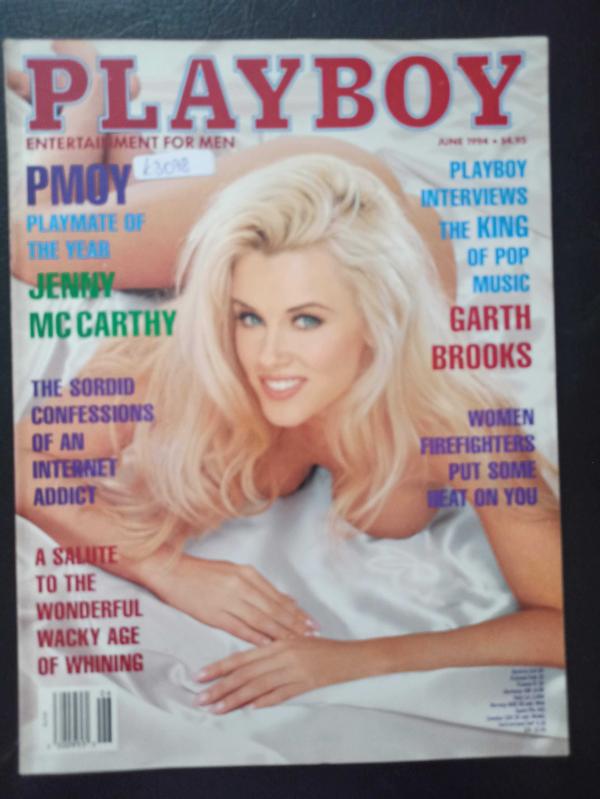 PLAYBOY
ENTERTAINMENT FOR MEN
JUNE 1994 • $4.95
PMOY
PLAYMATE OF
THE YEAR
JENNY
MC CARTHY
THE SORDID
CONFESSIONS
OF AN
INTERNET
ADDICT
A SALUTE
TO THE
WONDERFUL
WACKY AGE
OF WHINING
PLAYBOY
INTERVIEWS
THE KING
OF POP
MUSIC
GARTH
BROOKS
WOMEN
FIREFIGHTERS
PUT SOME
HEAT ON YOU